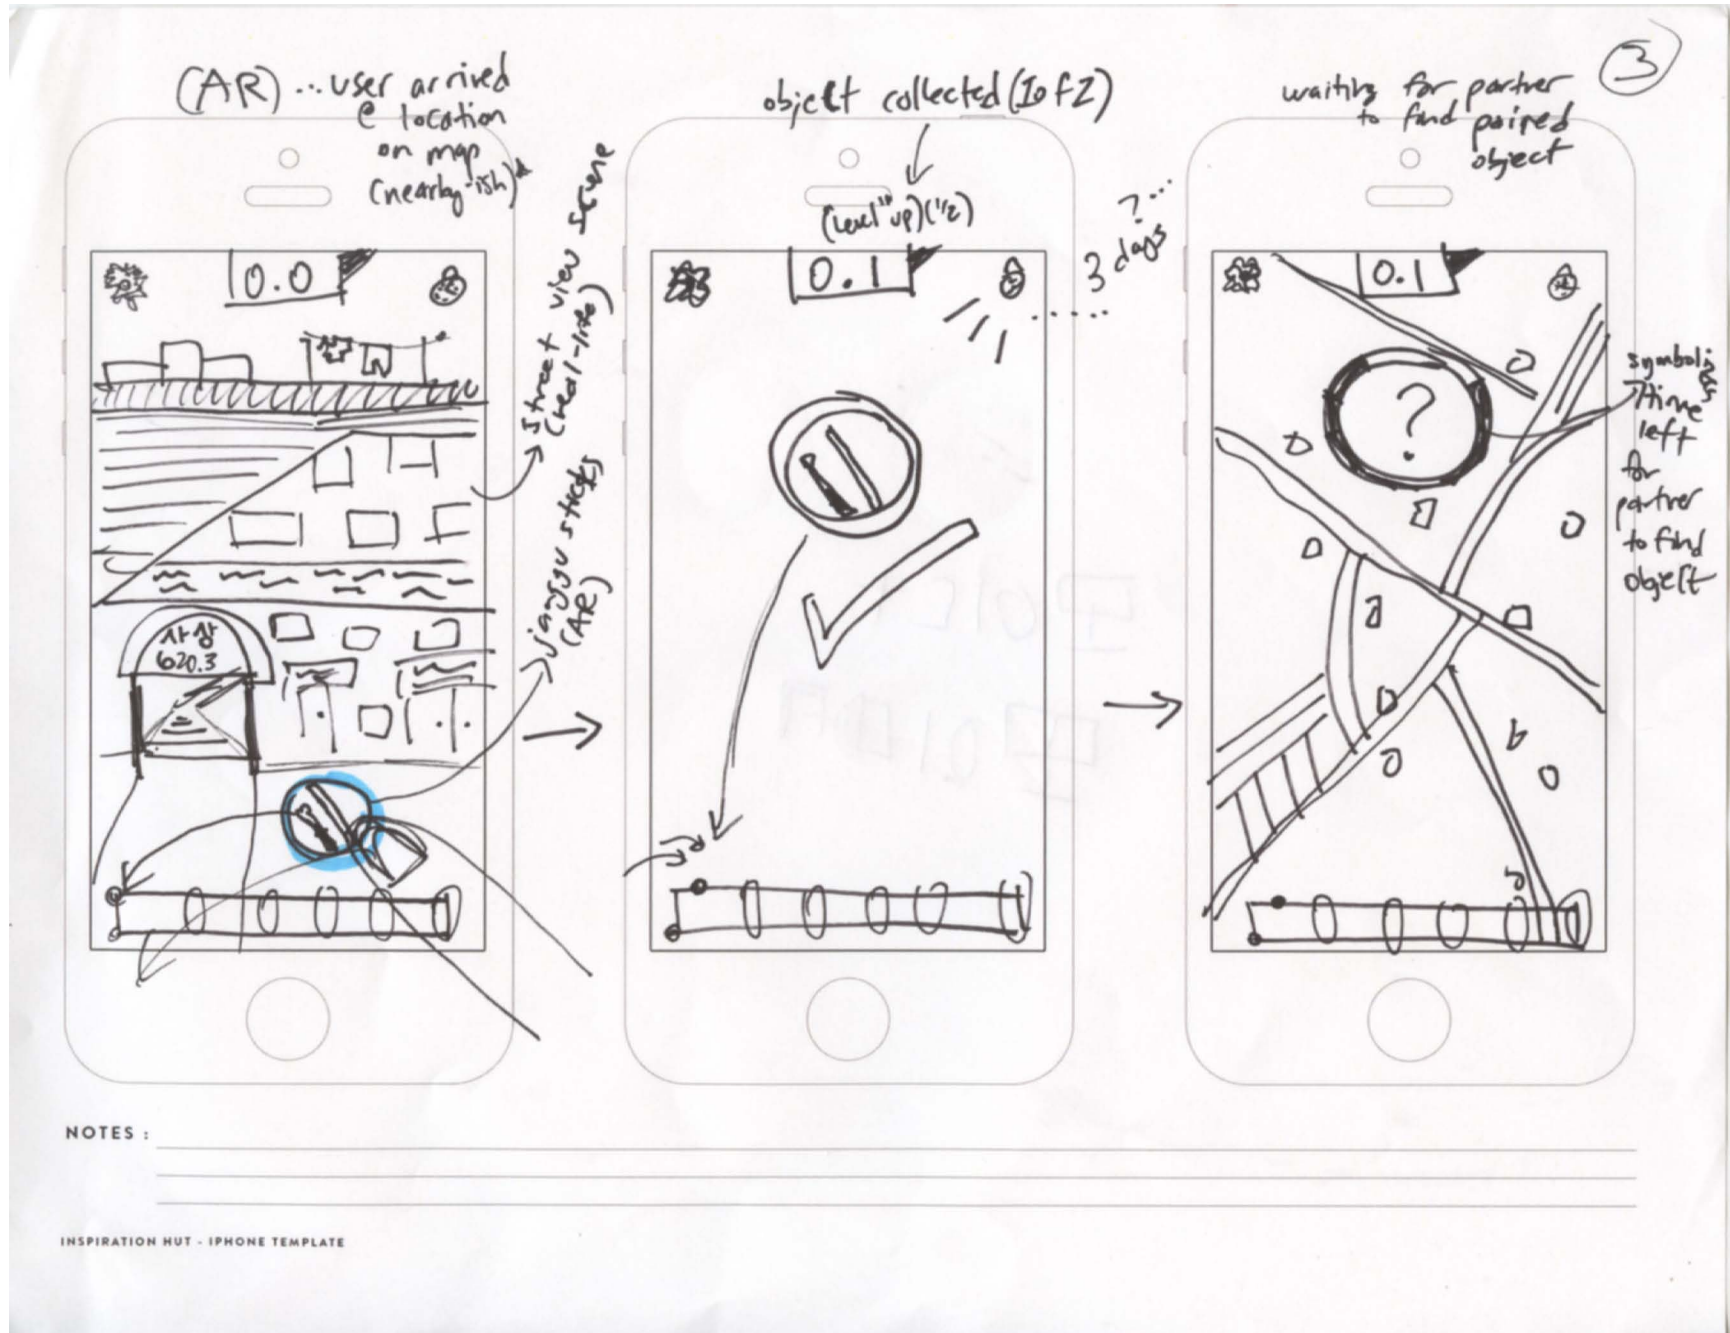 (AR) ...user arrived
@ location
on map
(nearby-ish)*
object collected (1 of 2)
(level "up") (1/2)
waiting for partner
to find paired
object
3
street view scene
(real-life)
janggu sticks
(AR)
? ...
3 days
.....
0.0
0.1
0.1
?
symbolizes
time
left
for
partner
to find
object
사상
620.3
NOTES :
INSPIRATION HUT - IPHONE TEMPLATE